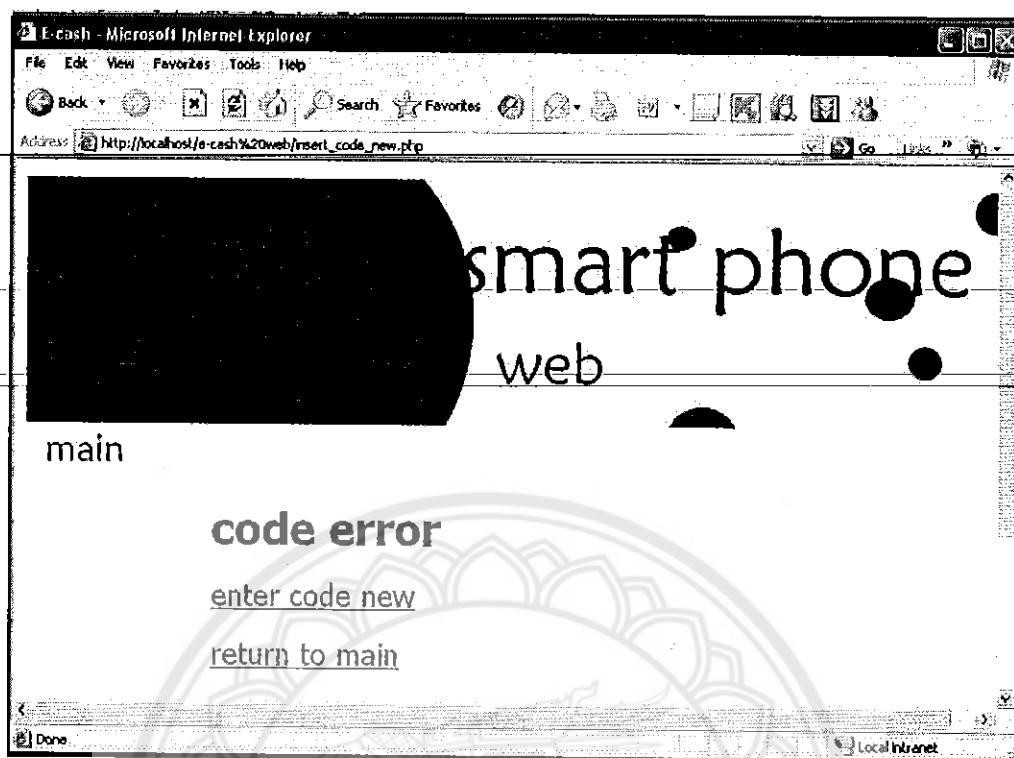 E-cash - Microsoft Internet Explorer
File Edit View Favorites Tools Help
Back Search Favorites
Address http://localhost/e-cash%20web/insert_code_new.php Go Links »
smart phone
web
main
code error
enter code new
return to main
Done Local intranet